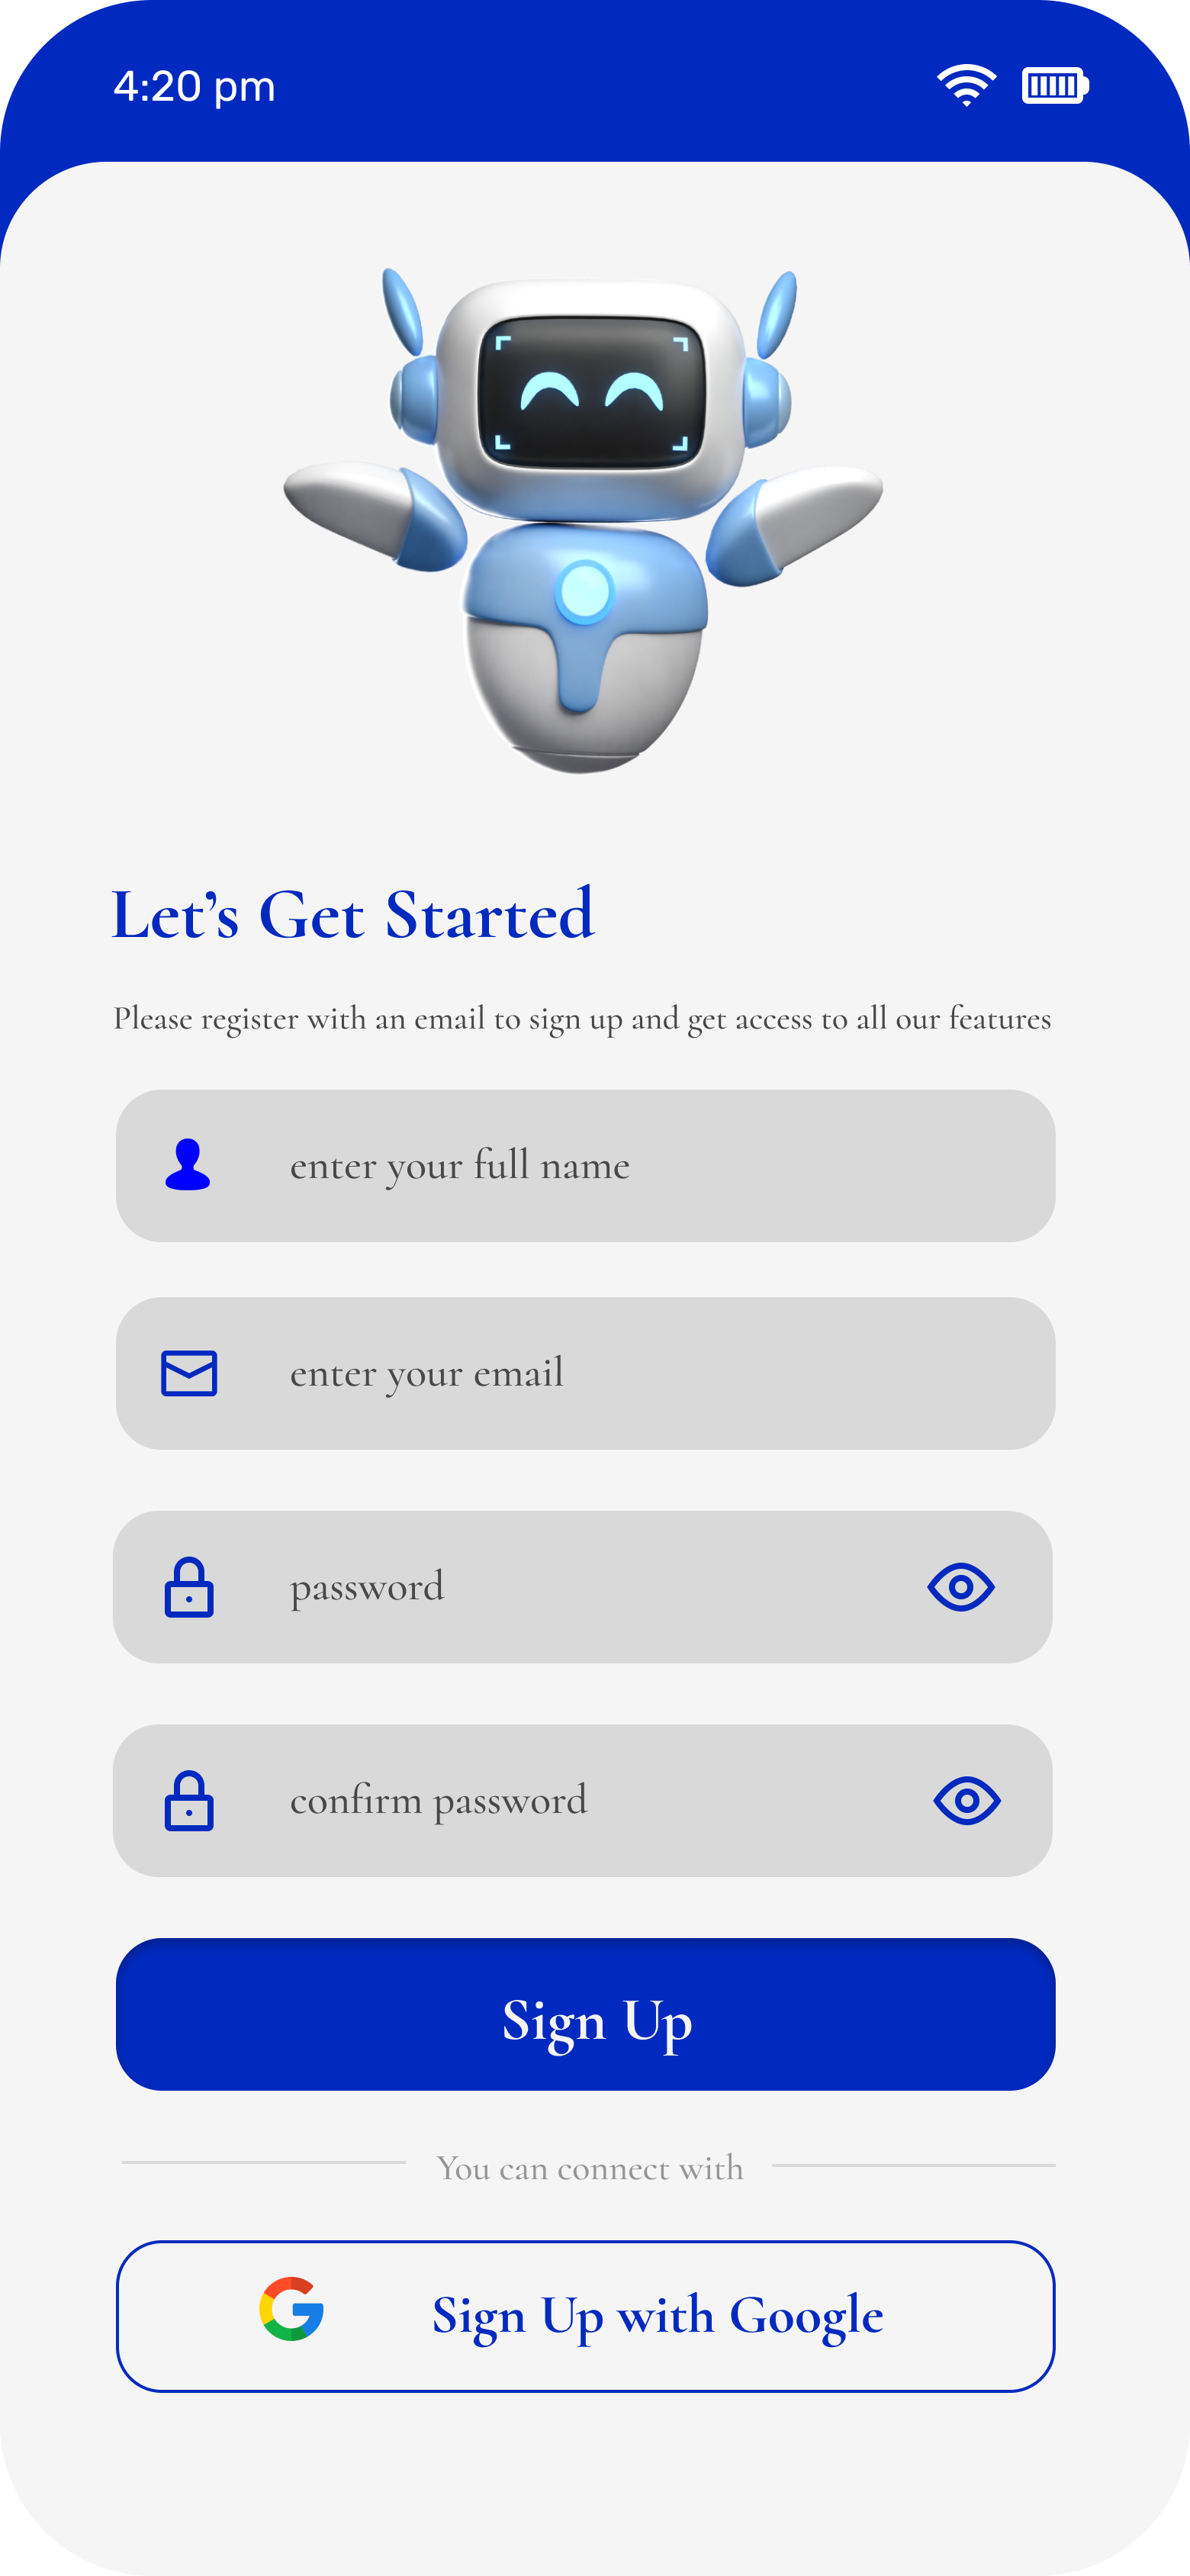 4:20 pm
Let’s Get Started
Please register with an email to sign up and get access to all our features
enter your full name
enter your email
password
confirm password
Sign Up
You can connect with
Sign Up with Google